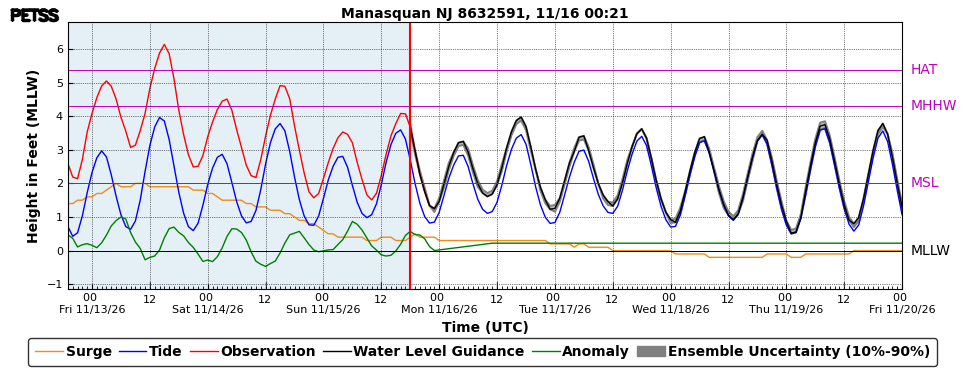 PETSS
Manasquan NJ 8632591, 11/16 00:21
Height in Feet (MLLW)
6
5
4
3
2
1
0
−1
HAT
MHHW
MSL
MLLW
00 12 00 12 00 12 00 12 00 12 00 12 00 12 00
Fri 11/13/26 Sat 11/14/26 Sun 11/15/26 Mon 11/16/26 Tue 11/17/26 Wed 11/18/26 Thu 11/19/26 Fri 11/20/26
Time (UTC)
Surge Tide Observation Water Level Guidance Anomaly Ensemble Uncertainty (10%-90%)